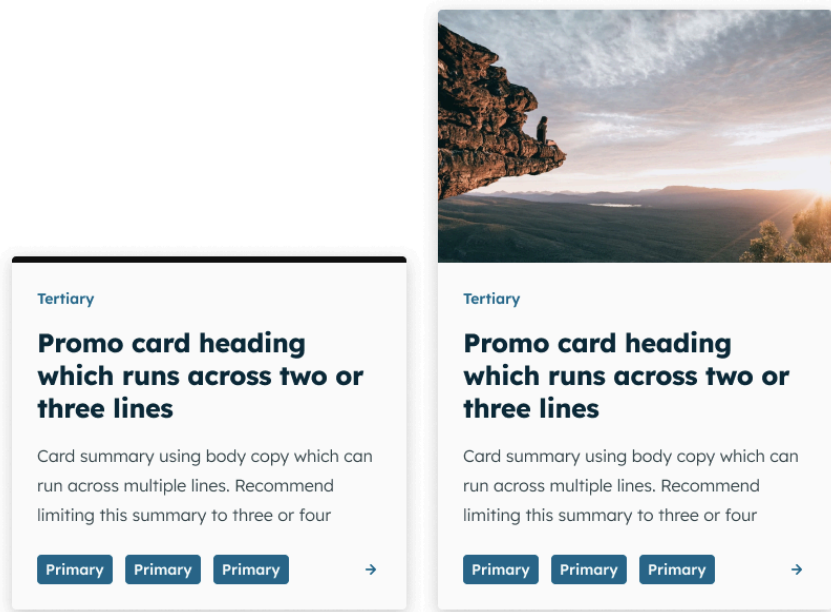 Tertiary
Promo card heading
which runs across two or
three lines
Card summary using body copy which can
run across multiple lines. Recommend
limiting this summary to three or four
Primary Primary Primary
Tertiary
Promo card heading
which runs across two or
three lines
Card summary using body copy which can
run across multiple lines. Recommend
limiting this summary to three or four
Primary Primary Primary